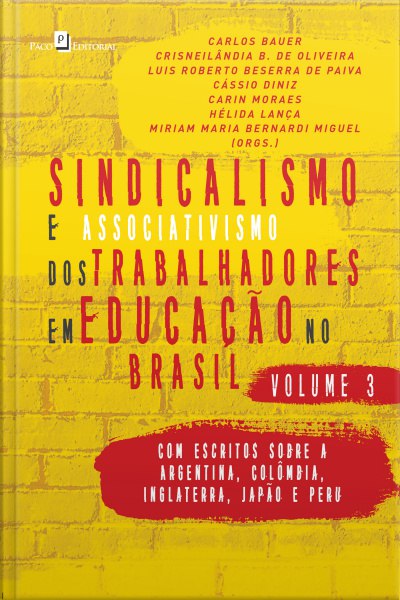 PACO EDITORIAL
CARLOS BAUER
CRISNEILÂNDIA B. DE OLIVEIRA
LUIS ROBERTO BESERRA DE PAIVA
CÁSSIO DINIZ
CARIN MORAES
HÉLIDA LANÇA
MIRIAM MARIA BERNARDI MIGUEL
(ORGS.)
SINDICALISMO
E ASSOCIATIVISMO
DOS TRABALHADORES
EM EDUCAÇÃO NO
BRASIL
VOLUME 3
COM ESCRITOS SOBRE A
ARGENTINA, COLÔMBIA,
INGLATERRA, JAPÃO E PERU